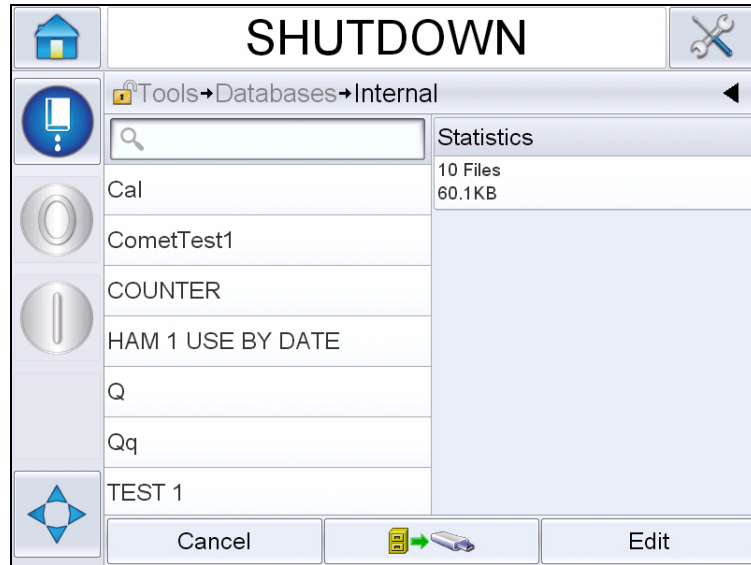 SHUTDOWN
Tools→Databases→Internal
Statistics
10 Files
60.1KB
Cal
CometTest1
COUNTER
HAM 1 USE BY DATE
Q
Qq
TEST 1
Cancel
Edit